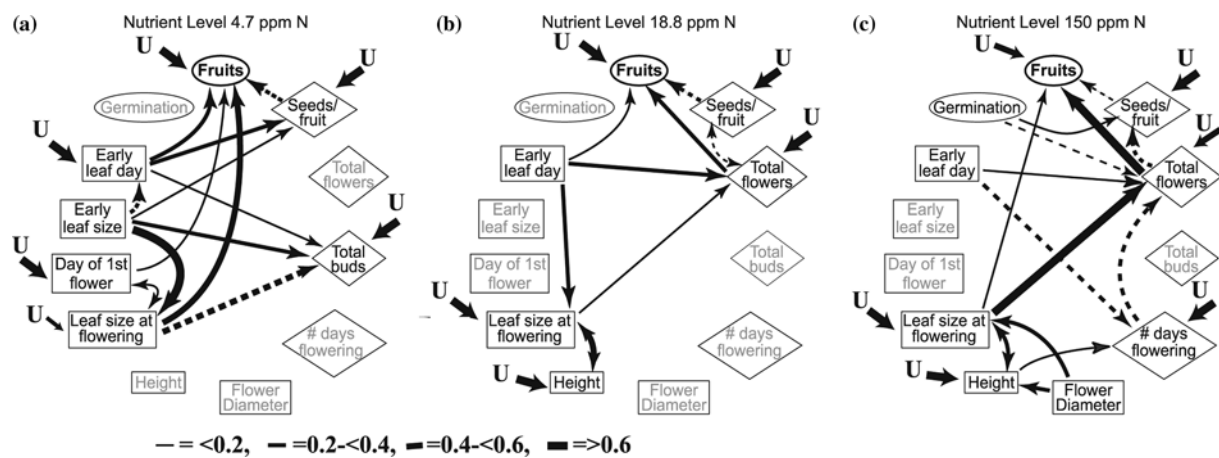 Nutrient Level 4.7 ppm N
(a)
U
U
Fruits
Germination
Seeds/
fruit
U
Early
leaf day
Total
flowers
Early
leaf size
U
U
Day of 1st
flower
Total
buds
U
Leaf size at
flowering
# days
flowering
Height
Flower
Diameter
Nutrient Level 18.8 ppm N
(b)
U
U
Fruits
Germination
Seeds/
fruit
U
Early
leaf day
Total
flowers
Early
leaf size
Day of 1st
flower
Total
buds
U
Leaf size at
flowering
# days
flowering
U
Height
Flower
Diameter
Nutrient Level 150 ppm N
(c)
U
U
Fruits
Germination
Seeds/
fruit
U
Early
leaf day
Total
flowers
Early
leaf size
Day of 1st
flower
Total
buds
U
U
Leaf size at
flowering
# days
flowering
U
Height
Flower
Diameter
= <0.2, =0.2-<0.4, =0.4-<0.6, =>0.6